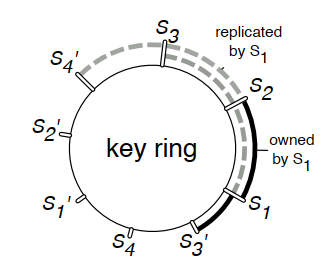 S3
replicated
by S1
S4'
S2
S2'
key ring
owned
by S1
S1'
S1
S4
S3'